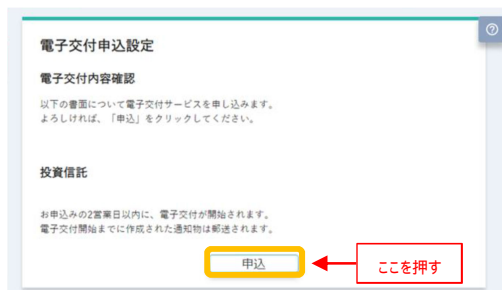 電子交付申込設定
電子交付内容確認
以下の書面について電子交付サービスを申し込みます。
よろしければ、「申込」をクリックしてください。
投資信託
お申込みの2営業日以内に、電子交付が開始されます。
電子交付開始までに作成された通知物は郵送されます。
申込
ここを押す